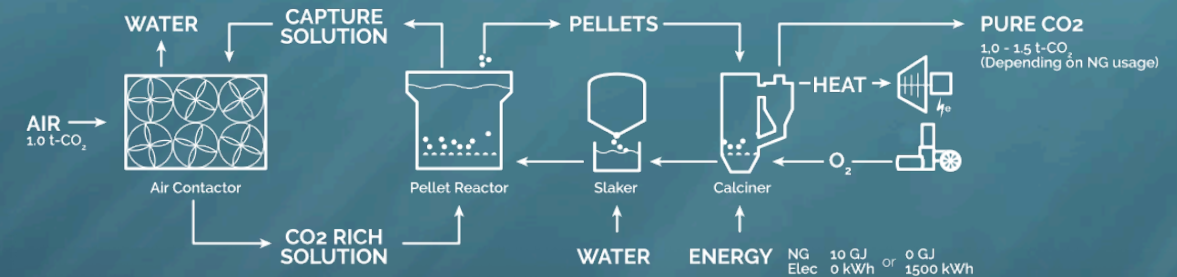 WATER
CAPTURE
SOLUTION
PELLETS
PURE CO2
1,0 - 1.5 t-CO₂
(Depending on NG usage)
HEAT
e
AIR
1.0 t-CO₂
O₂
Air Contactor
Pellet Reactor
Slaker
Calciner
CO2 RICH
SOLUTION
WATER
ENERGY
NG 10 GJ or 0 GJ
Elec 0 kWh 1500 kWh